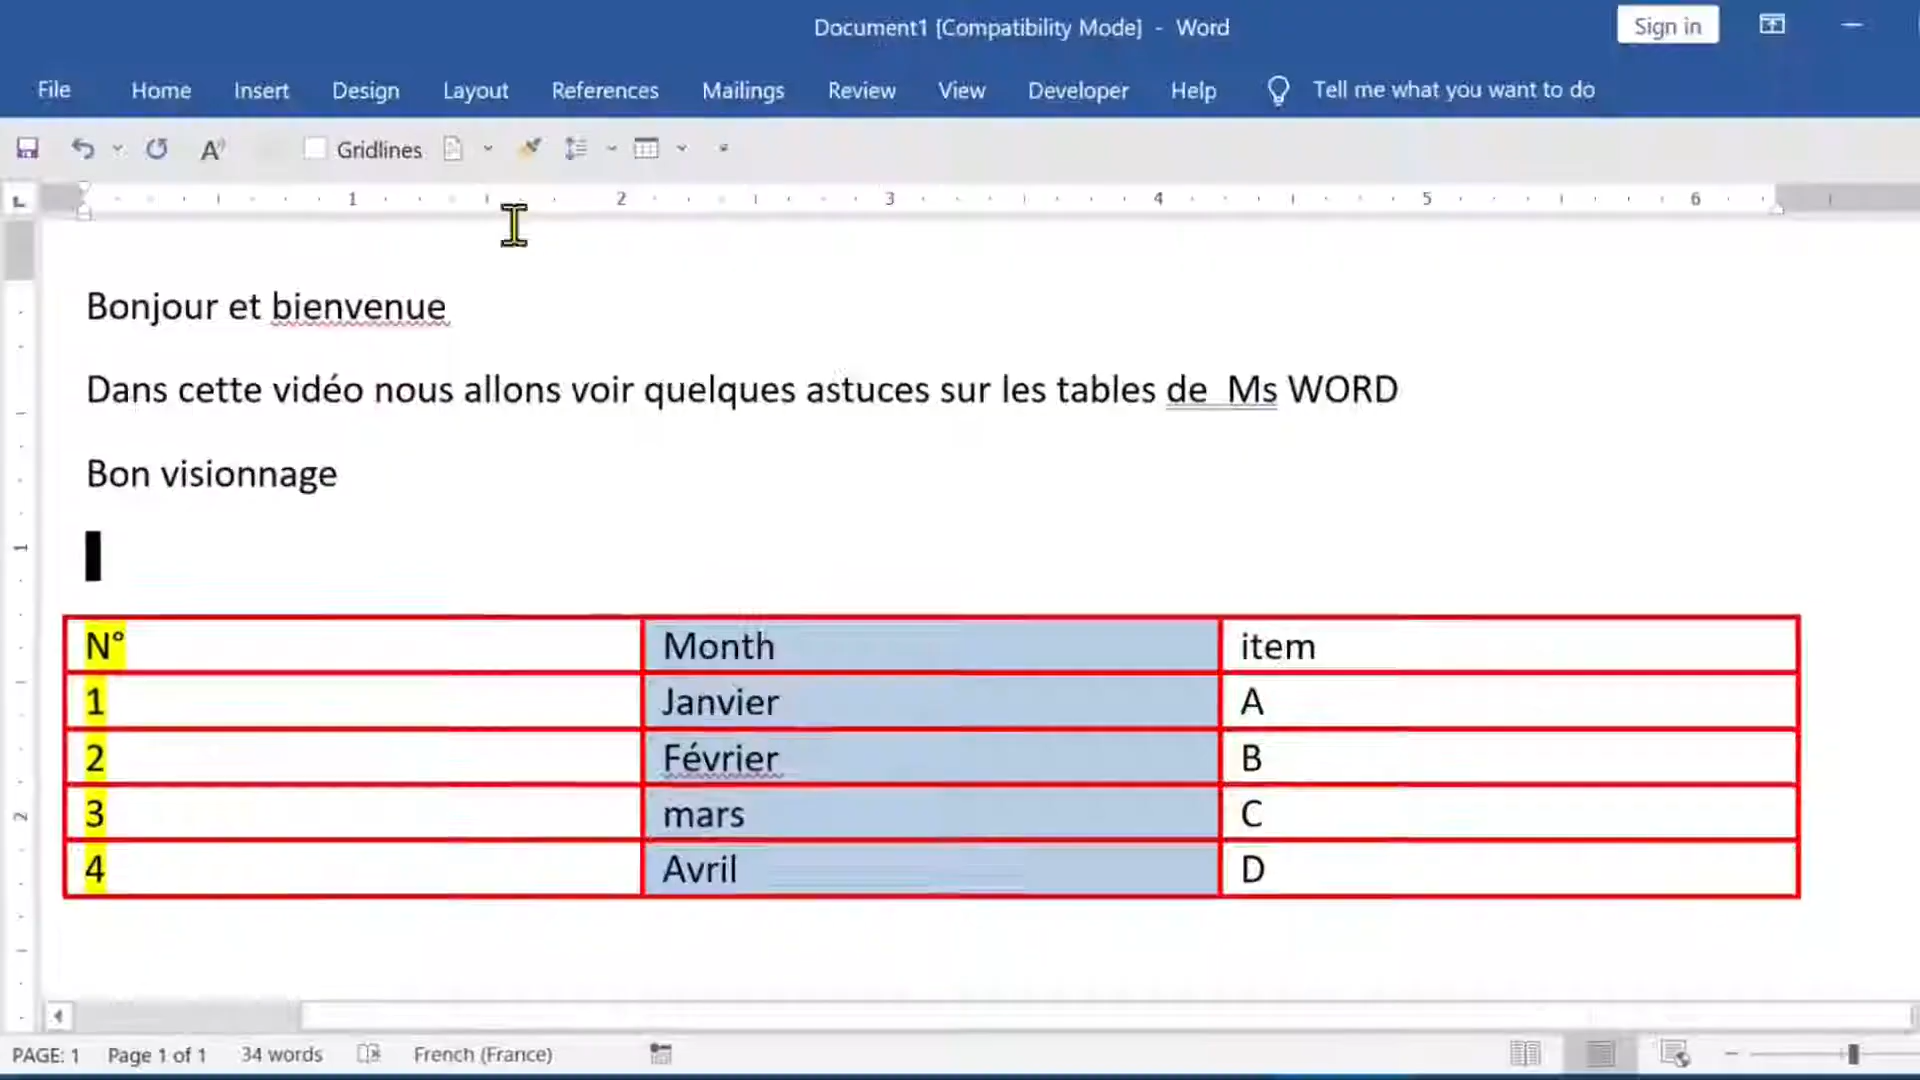 Document1 [Compatibility Mode] - Word
Sign in
File Home Insert Design Layout References Mailings Review View Developer Help Tell me what you want to do
Gridlines
1 2 3 4 5 6
Bonjour et bienvenue
Dans cette vidéo nous allons voir quelques astuces sur les tables de  Ms WORD
Bon visionnage
1
N° Month item
1 Janvier A
2 Février B
2
3 mars C
4 Avril D
PAGE: 1 Page 1 of 1 34 words French (France)